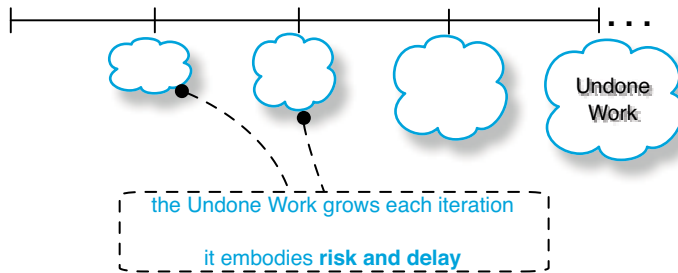 Undone
Work
the Undone Work grows each iteration
it embodies risk and delay